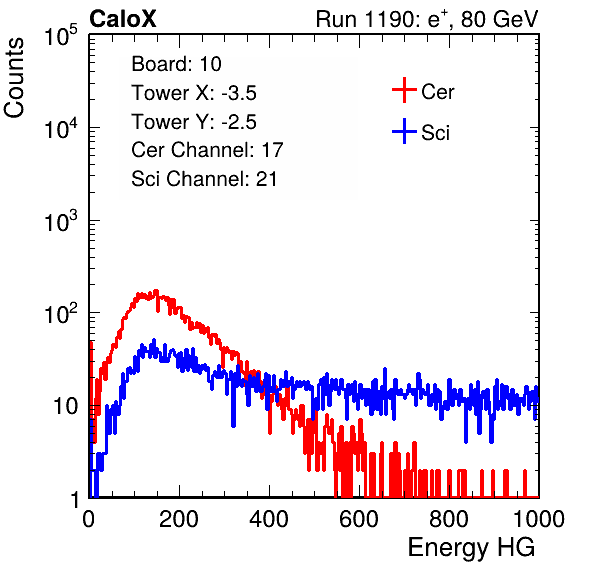 CaloX Run 1190: e⁺, 80 GeV
Counts
10⁵
10⁴
10³
10²
10
1
Board: 10
Tower X: -3.5
Tower Y: -2.5
Cer Channel: 17
Sci Channel: 21
Cer
Sci
0 200 400 600 800 1000
Energy HG